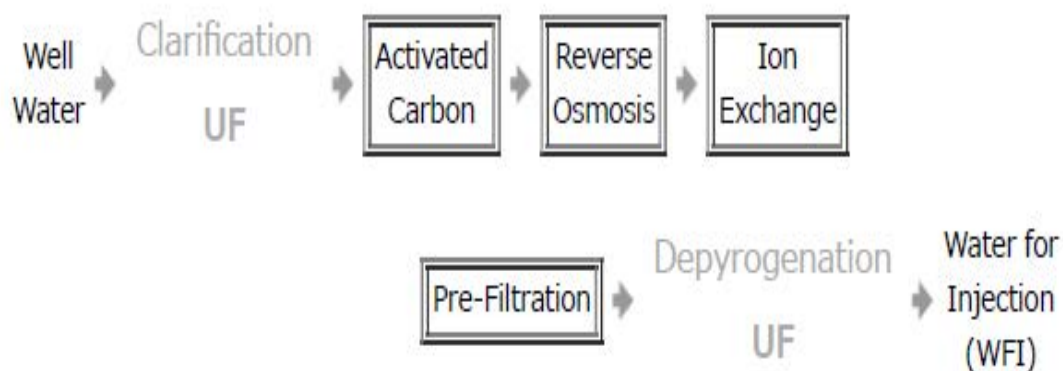 Well
Water
Clarification
UF
Activated
Carbon
Reverse
Osmosis
Ion
Exchange
Pre-Filtration
Depyrogenation
UF
Water for
Injection
(WFI)